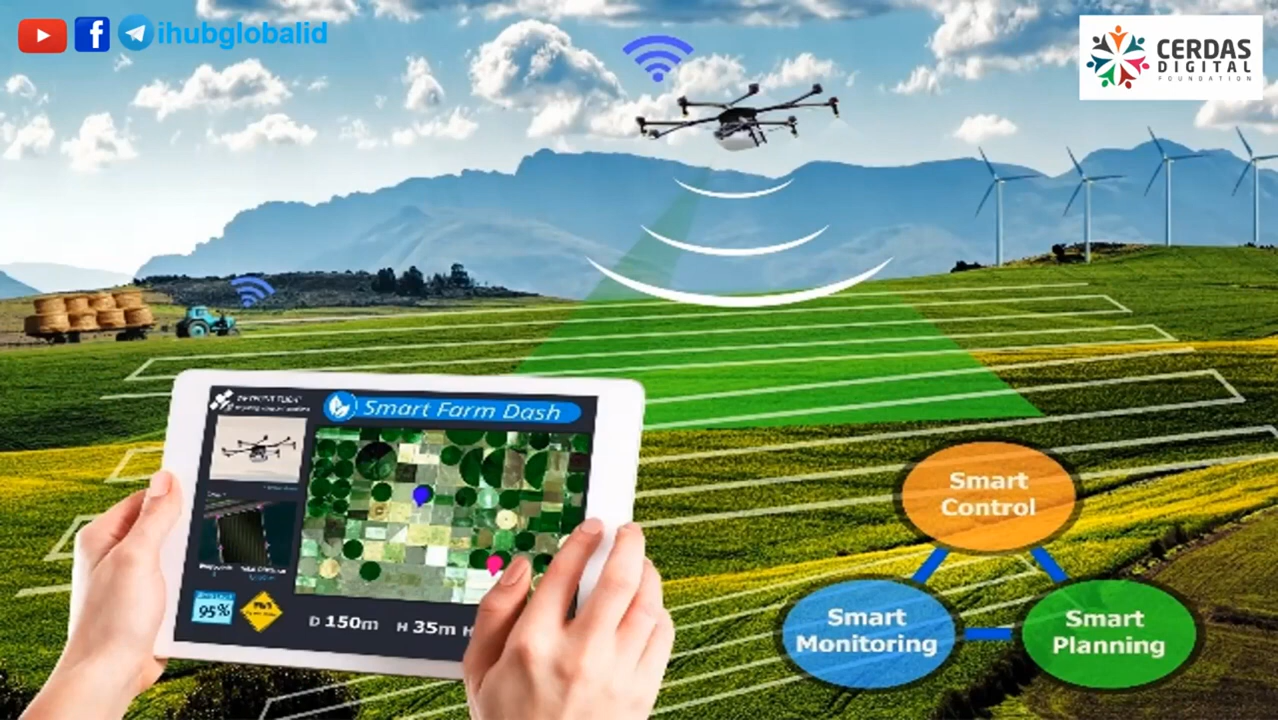 ihubglobalid
CERDAS
DIGITAL
FOUNDATION
Smart Farm Dash
95%
D 150m H 35m H
Smart
Control
Smart
Monitoring
Smart
Planning